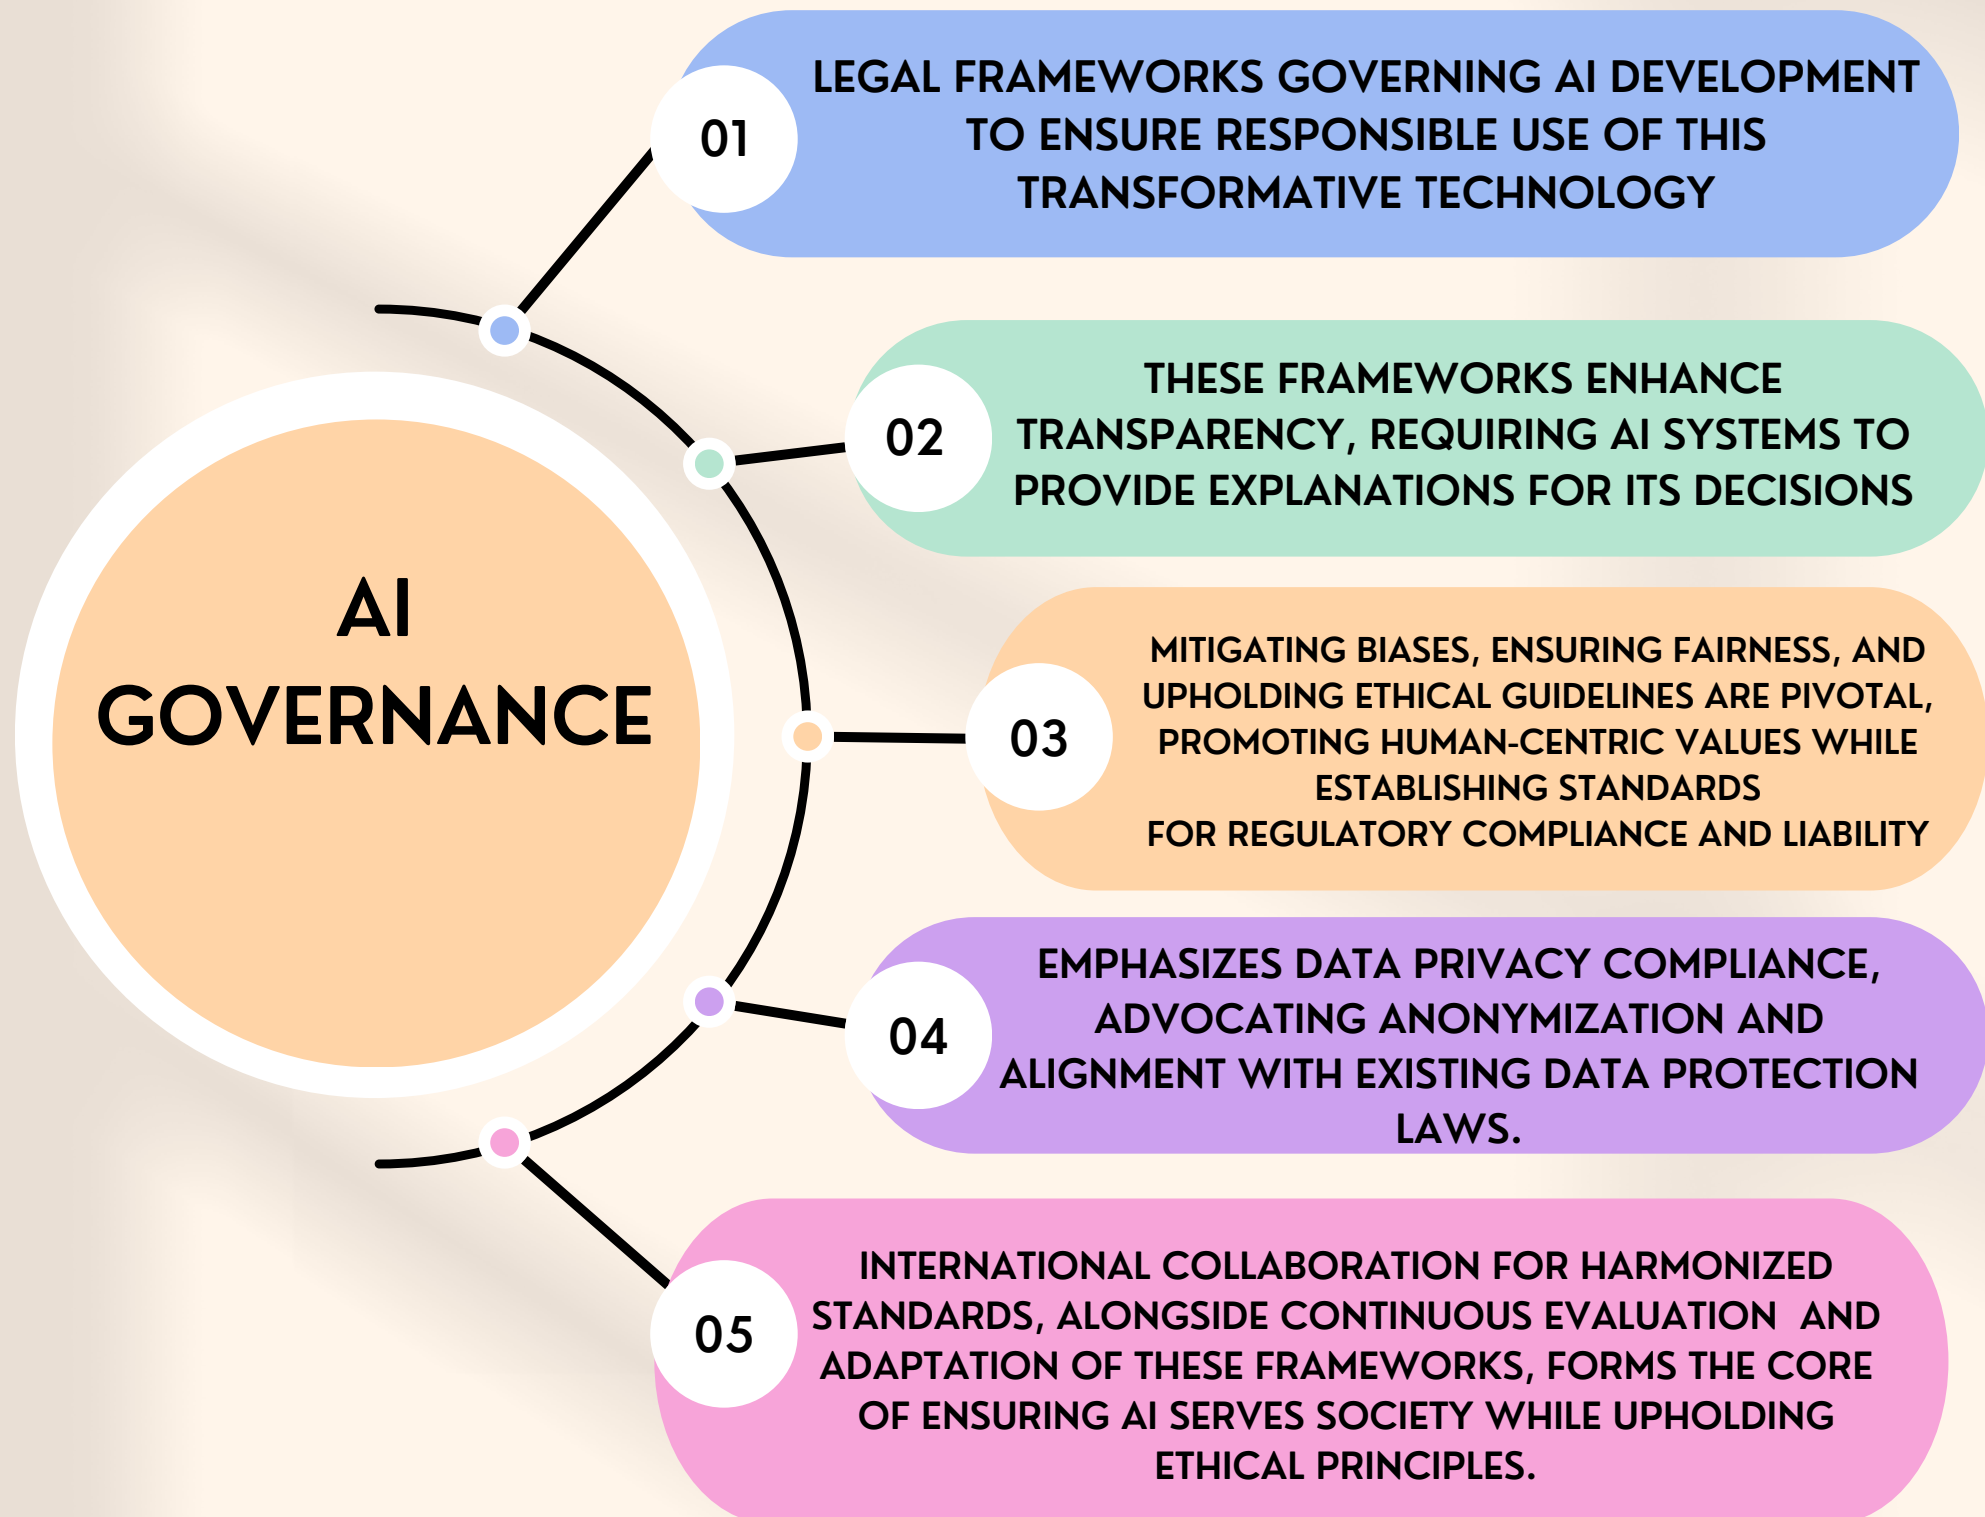 AI
GOVERNANCE
01
LEGAL FRAMEWORKS GOVERNING AI DEVELOPMENT
TO ENSURE RESPONSIBLE USE OF THIS
TRANSFORMATIVE TECHNOLOGY
02
THESE FRAMEWORKS ENHANCE
TRANSPARENCY, REQUIRING AI SYSTEMS TO
PROVIDE EXPLANATIONS FOR ITS DECISIONS
03
MITIGATING BIASES, ENSURING FAIRNESS, AND
UPHOLDING ETHICAL GUIDELINES ARE PIVOTAL,
PROMOTING HUMAN-CENTRIC VALUES WHILE
ESTABLISHING STANDARDS
FOR REGULATORY COMPLIANCE AND LIABILITY
04
EMPHASIZES DATA PRIVACY COMPLIANCE,
ADVOCATING ANONYMIZATION AND
ALIGNMENT WITH EXISTING DATA PROTECTION
LAWS.
05
INTERNATIONAL COLLABORATION FOR HARMONIZED
STANDARDS, ALONGSIDE CONTINUOUS EVALUATION  AND
ADAPTATION OF THESE FRAMEWORKS, FORMS THE CORE
OF ENSURING AI SERVES SOCIETY WHILE UPHOLDING
ETHICAL PRINCIPLES.